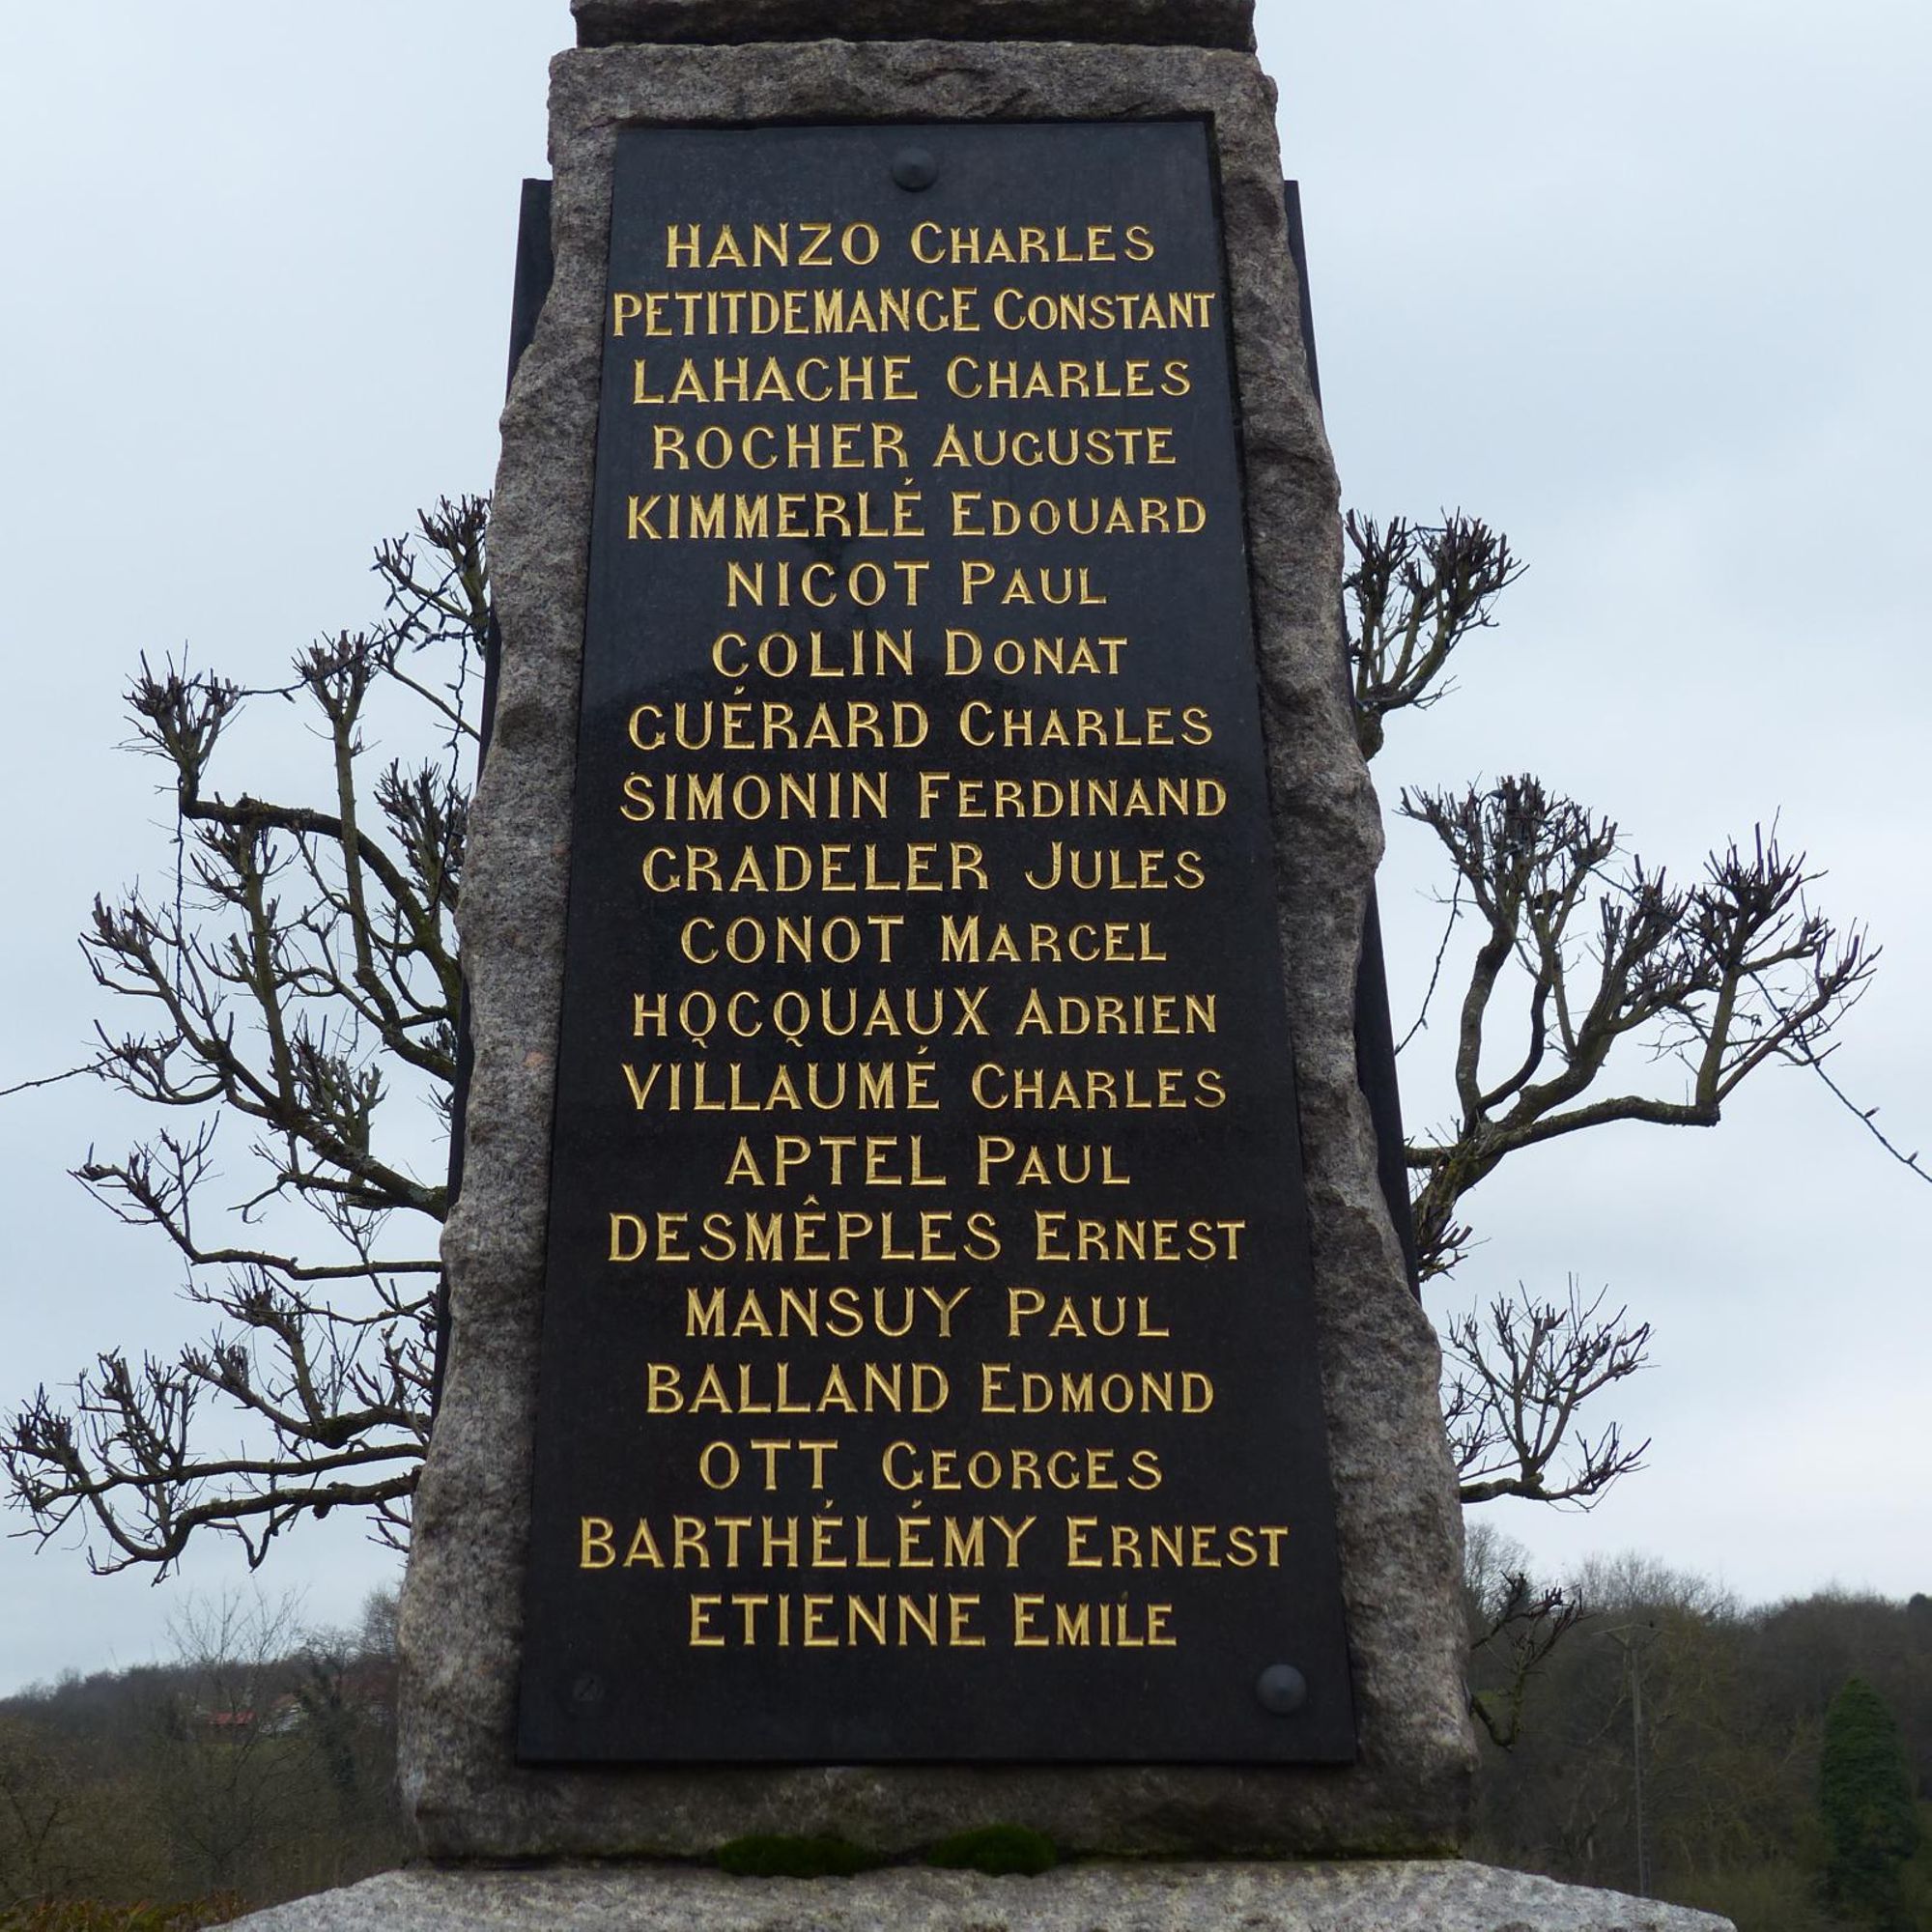 HANZO CHARLES
PETITDEMANGE CONSTANT
LAHACHE CHARLES
ROCHER AUGUSTE
KIMMERLÉ EDOUARD
NICOT PAUL
COLIN DONAT
GUÉRARD CHARLES
SIMONIN FERDINAND
GRADELER JULES
CONOT MARCEL
HOCQUAUX ADRIEN
VILLAUMÉ CHARLES
APTEL PAUL
DESMÊPLES ERNEST
MANSUY PAUL
BALLAND EDMOND
OTT GEORGES
BARTHÉLÉMY ERNEST
ETIENNE EMILE